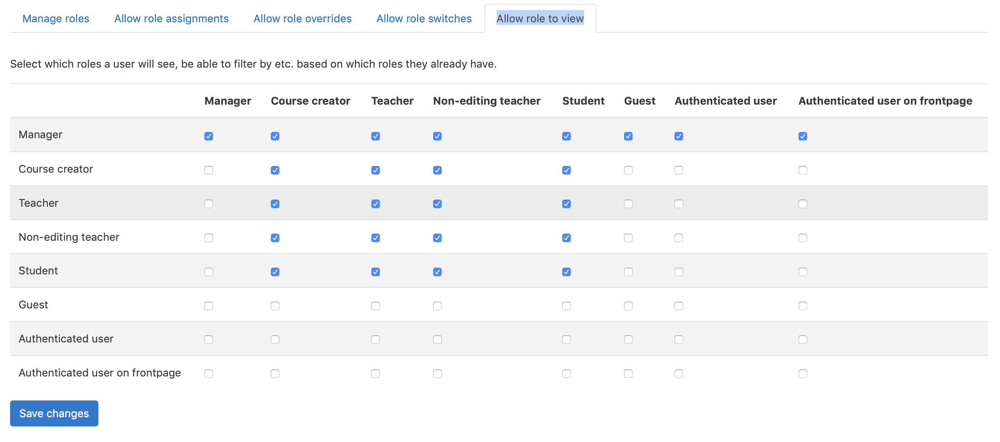 Manage roles Allow role assignments Allow role overrides Allow role switches Allow role to view
Select which roles a user will see, be able to filter by etc. based on which roles they already have.
Manager Course creator Teacher Non-editing teacher Student Guest Authenticated user Authenticated user on frontpage
Manager
Course creator
Teacher
Non-editing teacher
Student
Guest
Authenticated user
Authenticated user on frontpage
Save changes